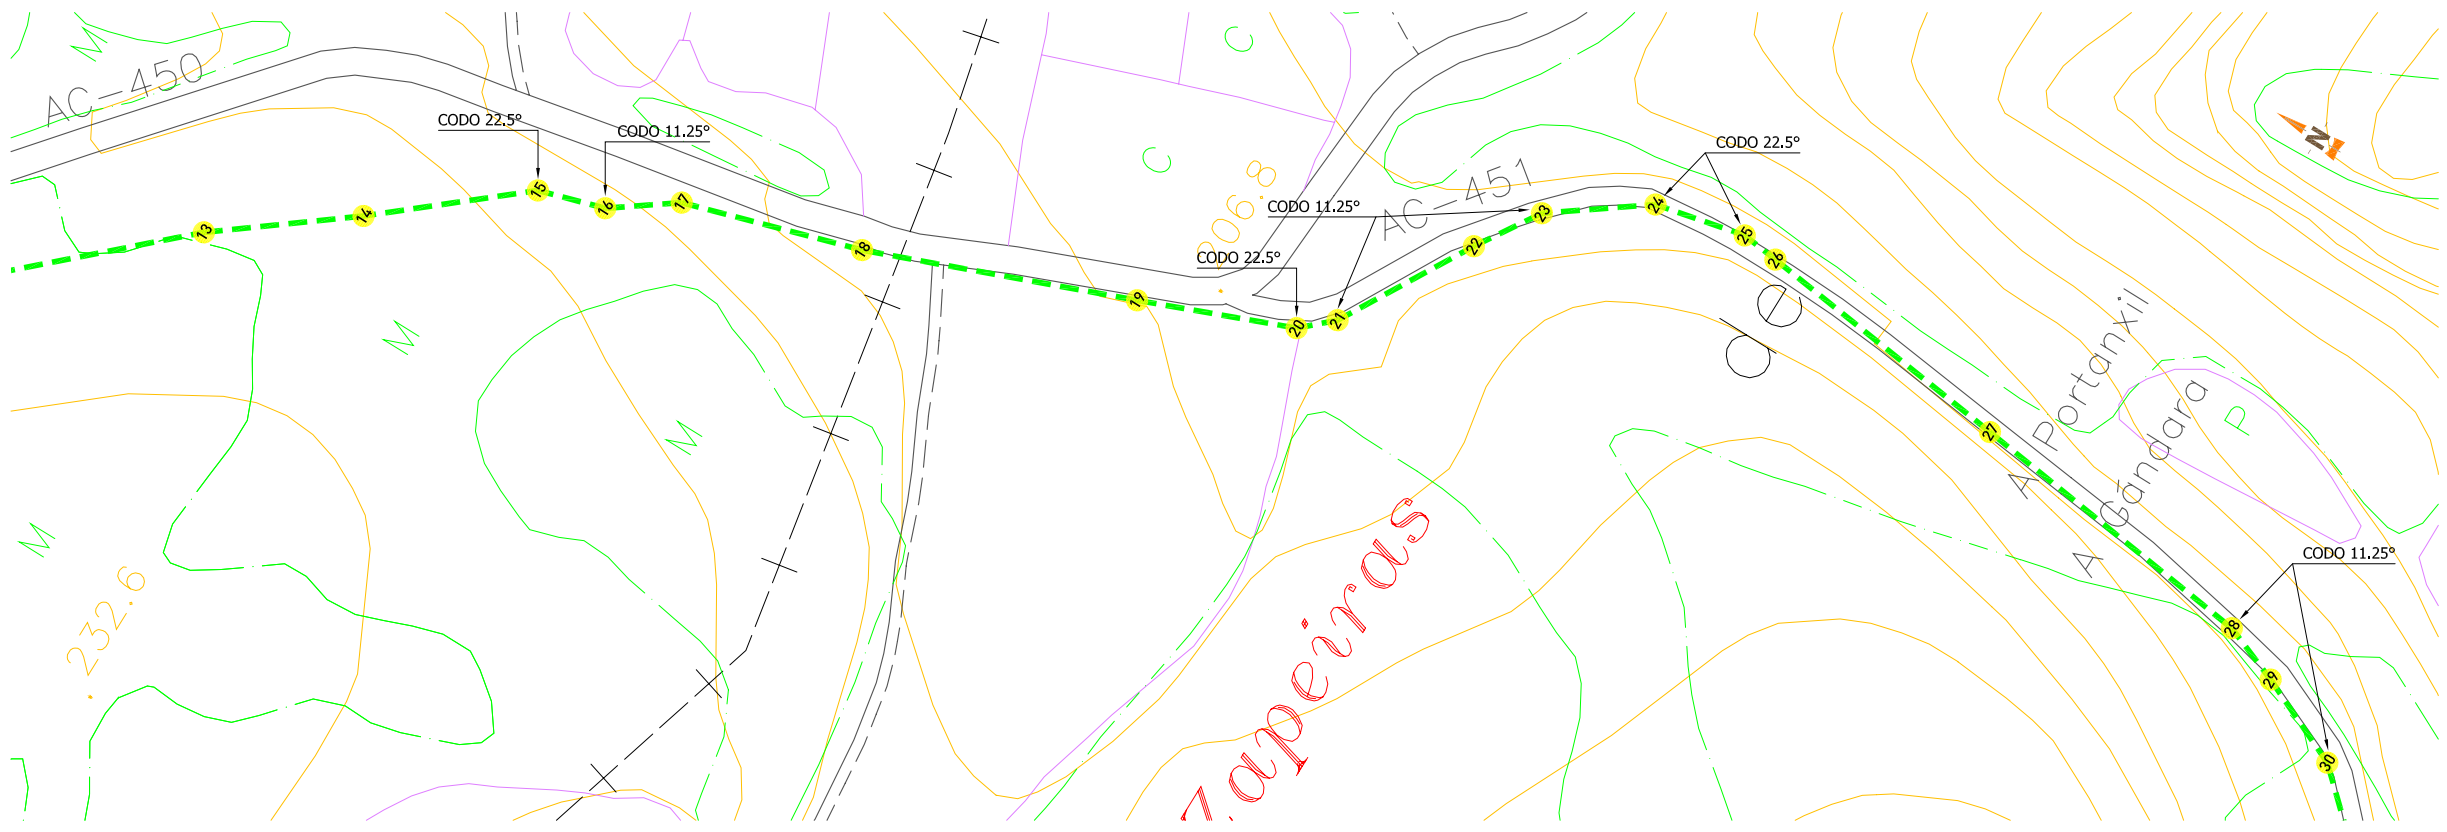 M
AC-450
CODO 22.5°
CODO 11.25°
C
C
206.8
AC-451
CODO 22.5°
N
CODO 11.25°
CODO 22.5°
13
14
15
16
17
18
19
20
21
22
23
24
25
26
27
28
29
30
M
M
M
232.6
Zapeiras
de
A Portanxil
A Gándara
P
CODO 11.25°